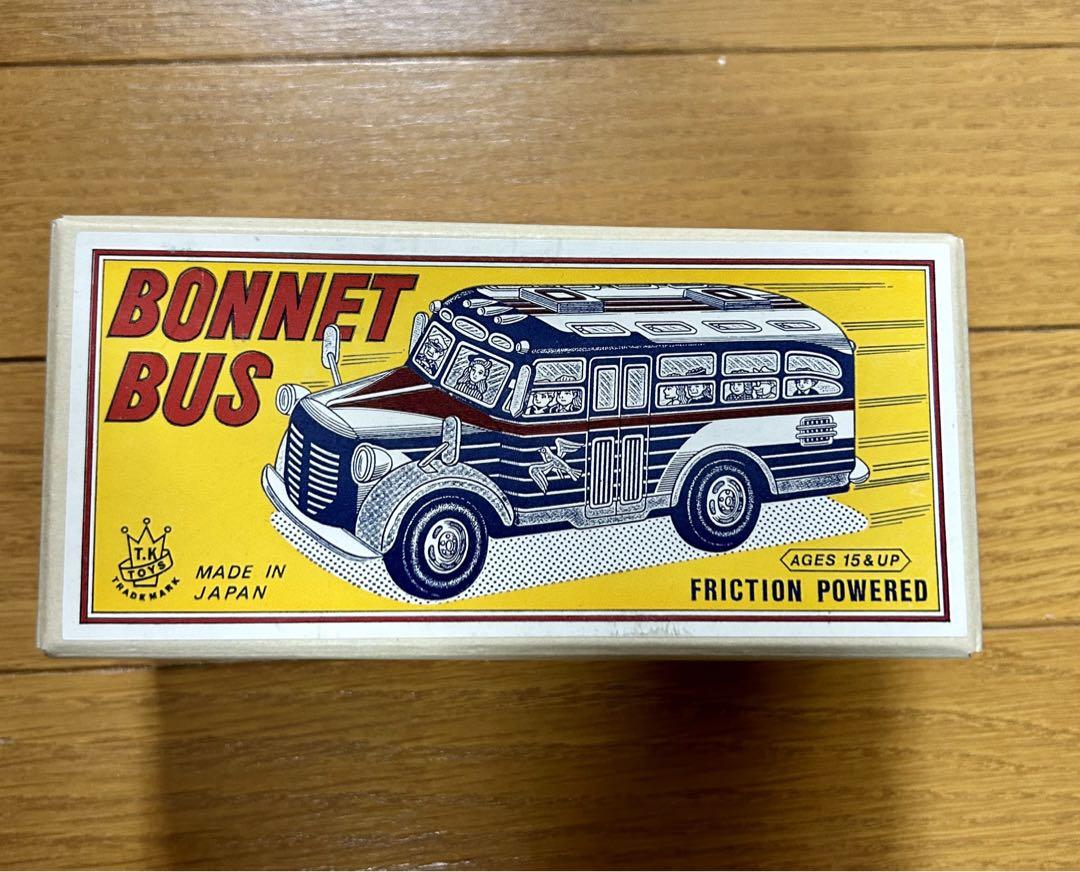 BONNET
BUS
T.K
TOYS
TRADEMARK
MADE IN
JAPAN
AGES 15 & UP
FRICTION POWERED